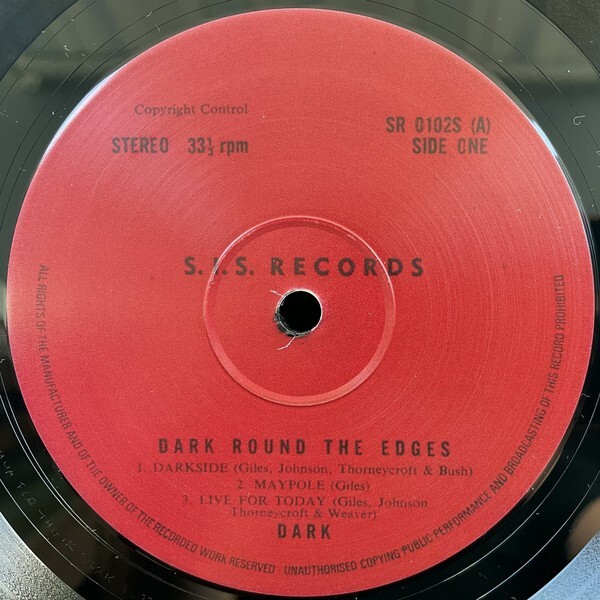 Copyright Control
STEREO 33⅓ rpm
SR 0102S (A)
SIDE ONE
S.I.S. RECORDS
DARK ROUND THE EDGES
1. DARKSIDE (Giles, Johnson, Thorneycroft & Bush)
2. MAYPOLE (Giles)
3. LIVE FOR TODAY (Giles, Johnson
Thorneycroft & Weaver)
DARK
ALL RIGHTS OF THE MANUFACTURER AND OF THE OWNER OF THE RECORDED WORK RESERVED - UNAUTHORISED COPYING PUBLIC PERFORMANCE AND BROADCASTING OF THIS RECORD PROHIBITED